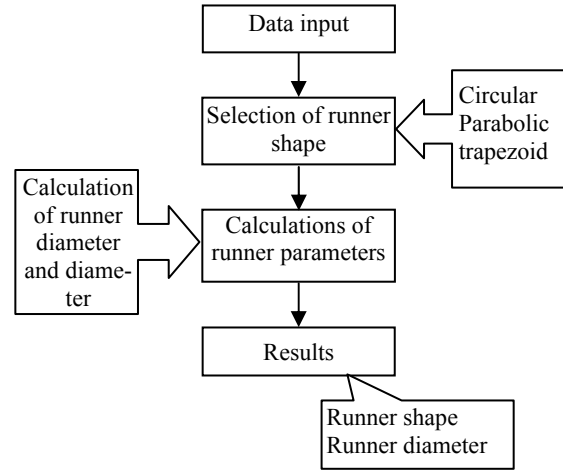 Data input
Selection of runner
shape
Circular
Parabolic
trapezoid
Calculation
of runner
diameter
and diame-
ter
Calculations of
runner parameters
Results
Runner shape
Runner diameter